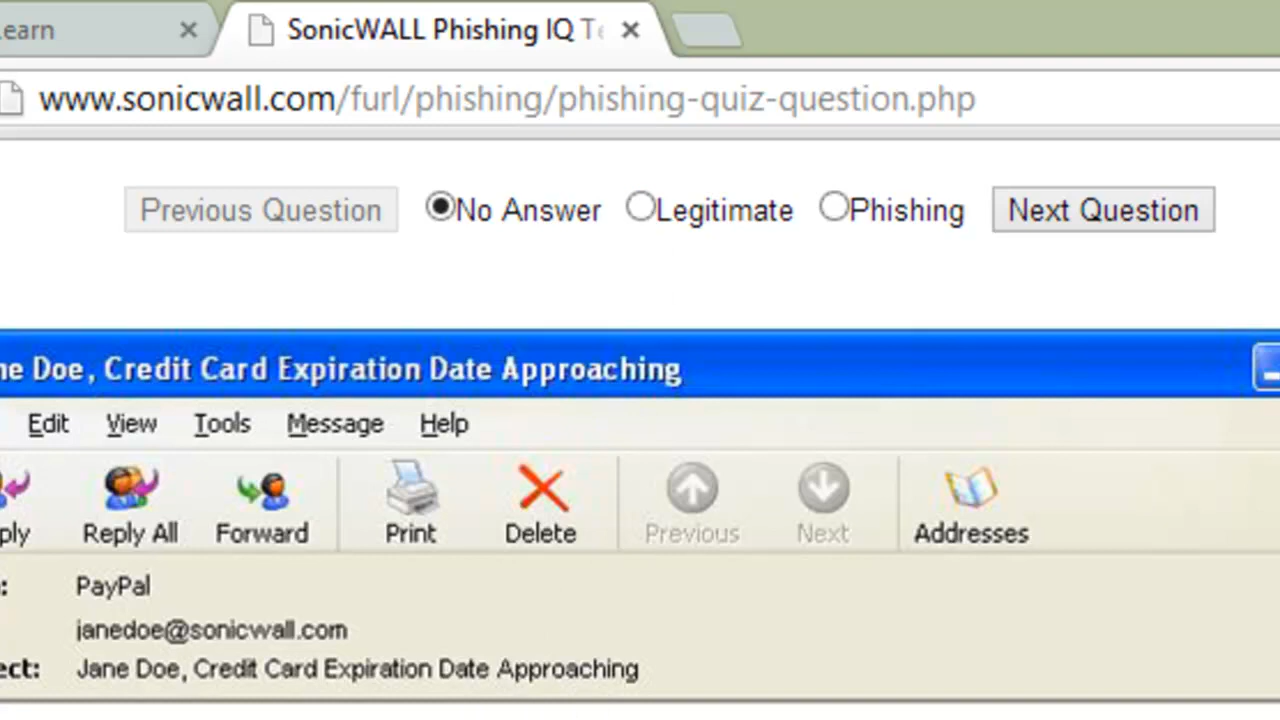 earn
SonicWALL Phishing IQ Te
www.sonicwall.com/furl/phishing/phishing-quiz-question.php
Previous Question No Answer Legitimate Phishing Next Question
ne Doe, Credit Card Expiration Date Approaching
Edit View Tools Message Help
ply Reply All Forward Print Delete Previous Next Addresses
: PayPal
janedoe@sonicwall.com
ect: Jane Doe, Credit Card Expiration Date Approaching